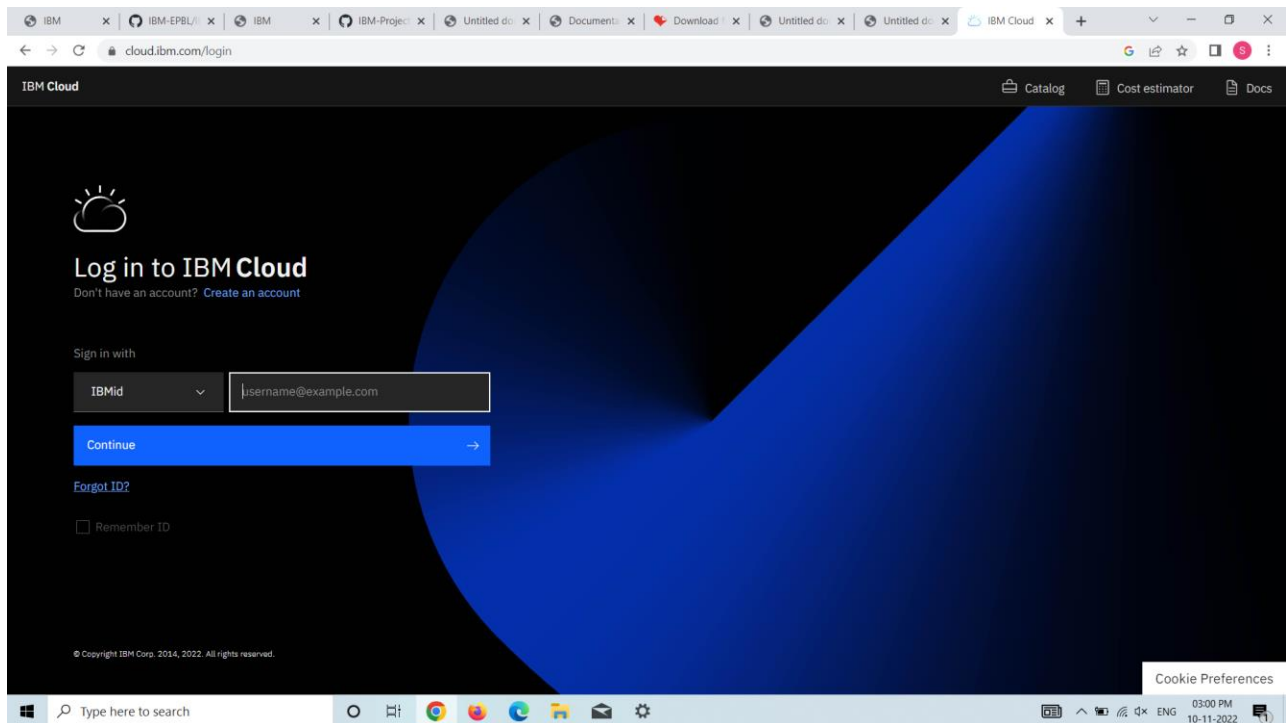 IBM
IBM-EPBL/
IBM
IBM-Project
Untitled do
Documenta
Download
Untitled do
Untitled do
IBM Cloud
cloud.ibm.com/login
G
S
IBM Cloud
Catalog
Cost estimator
Docs
Log in to IBM Cloud
Don't have an account? Create an account
Sign in with
IBMid
username@example.com
Continue
Forgot ID?
Remember ID
© Copyright IBM Corp. 2014, 2022. All rights reserved.
Cookie Preferences
Type here to search
ENG
03:00 PM
10-11-2022